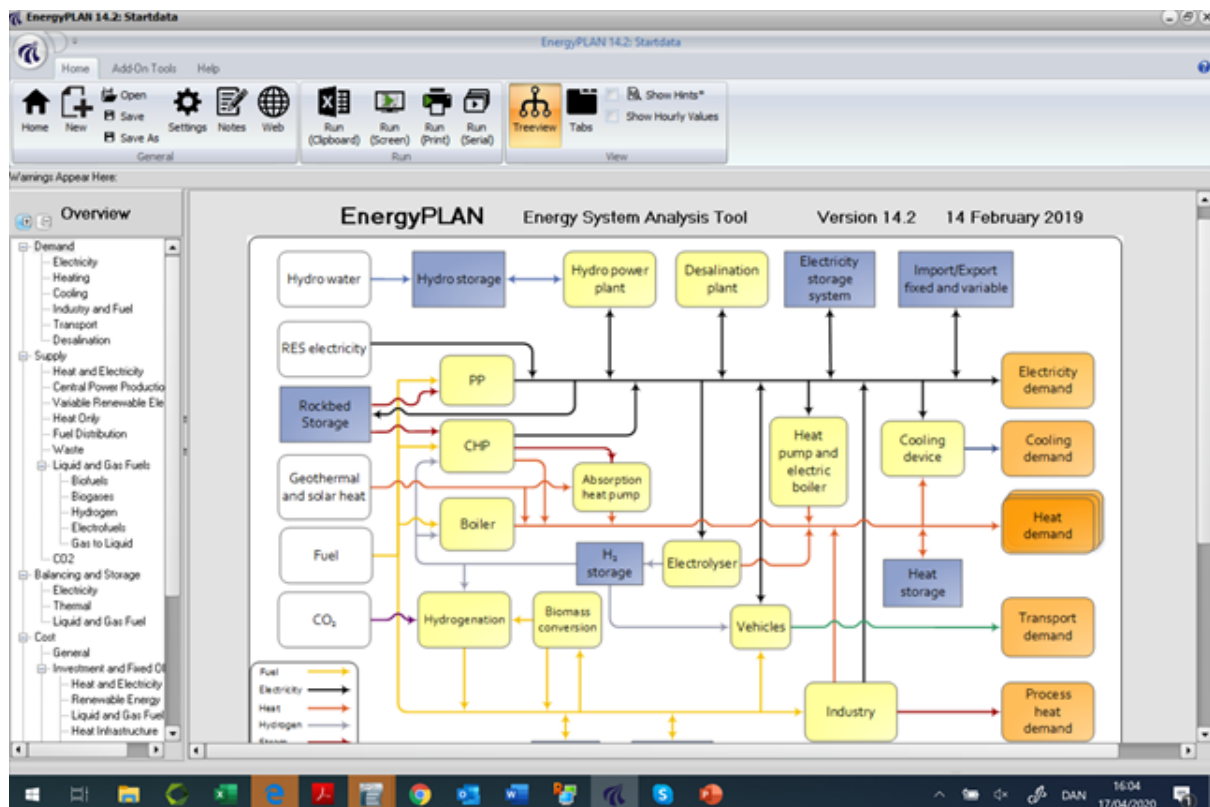 EnergyPLAN 14.2: Startdata
EnergyPLAN 14.2: Startdata
Home Add-On Tools Help
Home
New
Open
Save
Save As
Settings
Notes
Web
General
Run
(Clipboard)
Run
(Screen)
Run
(Print)
Run
(Serial)
Run
Treeview
Tabs
Show Hints*
Show Hourly Values
View
Warnings Appear Here:
Overview
Demand
Electricity
Heating
Cooling
Industry and Fuel
Transport
Desalination
Supply
Heat and Electricity
Central Power Productio
Variable Renewable Ele
Heat Only
Fuel Distribution
Waste
Liquid and Gas Fuels
Biofuels
Biogases
Hydrogen
Electrofuels
Gas to Liquid
CO2
Balancing and Storage
Electricity
Thermal
Liquid and Gas Fuel
Cost
General
Investment and Fixed O
Heat and Electricity
Renewable Energy
Liquid and Gas Fuel
Heat Infrastructure
EnergyPLAN Energy System Analysis Tool Version 14.2 14 February 2019
Hydro water
Hydro storage
Hydro power
plant
Desalination
plant
Electricity
storage
system
Import/Export
fixed and variable
RES electricity
PP
Electricity
demand
Rockbed
Storage
CHP
Heat
pump and
electric
boiler
Cooling
device
Cooling
demand
Geothermal
and solar heat
Absorption
heat pump
Boiler
Heat
demand
Fuel
H₂
storage
Electrolyser
Heat
storage
CO₂
Hydrogenation
Biomass
conversion
Vehicles
Transport
demand
Fuel
Electricity
Heat
Hydrogen
Steam
Industry
Process
heat
demand
DAN
16:04
17/04/2020